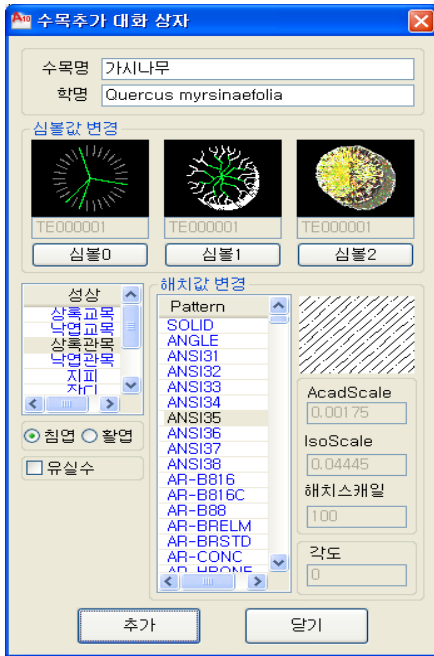 A10 수목추가 대화 상자
수목명 가시나무
학명 Quercus myrsinaefolia
심볼값 변경
TE000001 TE000001 TE000001
심볼0 심볼1 심볼2
성상
상록교목
낙엽교목
상록관목
낙엽관목
지피
잔디
침엽 활엽
유실수
해치값 변경
Pattern
SOLID
ANGLE
ANSI31
ANSI32
ANSI33
ANSI34
ANSI35
ANSI36
ANSI37
ANSI38
AR-B816
AR-B816C
AR-B88
AR-BRELM
AR-BRSTD
AR-CONC
AR-HBONE
AcadScale
0.00175
IsoScale
0.04445
해치스캐일
100
각도
0
추가 닫기